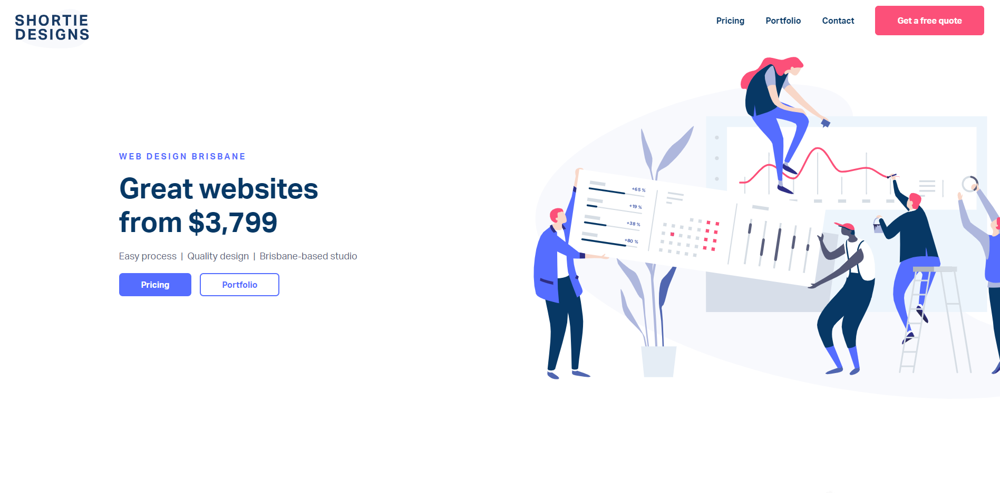 SHORTIE
DESIGNS
Pricing
Portfolio
Contact
Get a free quote
WEB DESIGN BRISBANE
Great websites
from $3,799
Easy process | Quality design | Brisbane-based studio
Pricing
Portfolio
+65 %
+19 %
+38 %
+80 %